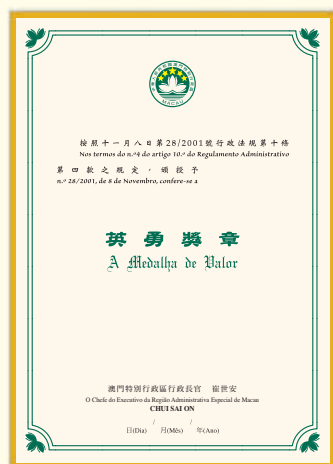 MACAU
按照十一月八日第28/2001號行政法規第十條
Nos termos do n.º4 do artigo 10.º do Regulamento Administrativo
第四款之規定，頒授予
n.º 28/2001, de 8 de Novembro, confere-se a
英勇獎章
A Medalha de Valor
澳門特別行政區行政長官 崔世安
O Chefe do Executivo da Região Administrativa Especial de Macau
CHUI SAI ON
/ /
日(Dia) 月(Mês) 年(Ano)